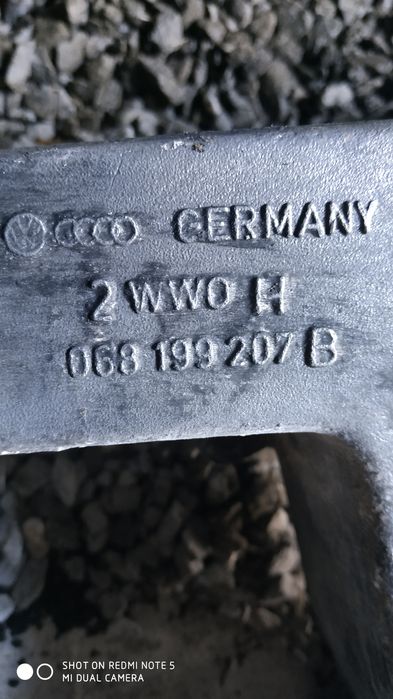 GERMANY
2 WWO H
068 199 207 B
SHOT ON REDMI NOTE 5
MI DUAL CAMERA